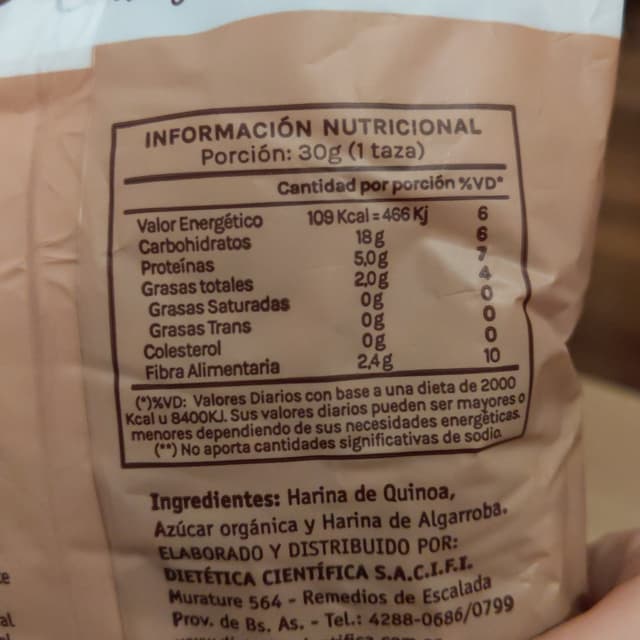 INFORMACIÓN NUTRICIONAL
Porción: 30g (1 taza)
Cantidad por porción %VD*
Valor Energético 109 Kcal = 466 Kj 6
Carbohidratos 18 g 6
Proteínas 5,0g 7
Grasas totales 2,0g 4
Grasas Saturadas 0g 0
Grasas Trans 0g 0
Colesterol 0g 0
Fibra Alimentaria 2,4g 10
(*)%VD: Valores Diarios con base a una dieta de 2000
Kcal u 8400KJ. Sus valores diarios pueden ser mayores o
menores dependiendo de sus necesidades energéticas.
(**) No aporta cantidades significativas de sodio.
Ingredientes: Harina de Quinoa,
Azúcar orgánica y Harina de Algarroba.
ELABORADO Y DISTRIBUIDO POR:
DIETÉTICA CIENTÍFICA S.A.C.I.F.I.
Murature 564 - Remedios de Escalada
Prov. de Bs. As. - Tel.: 4288-0686/0799